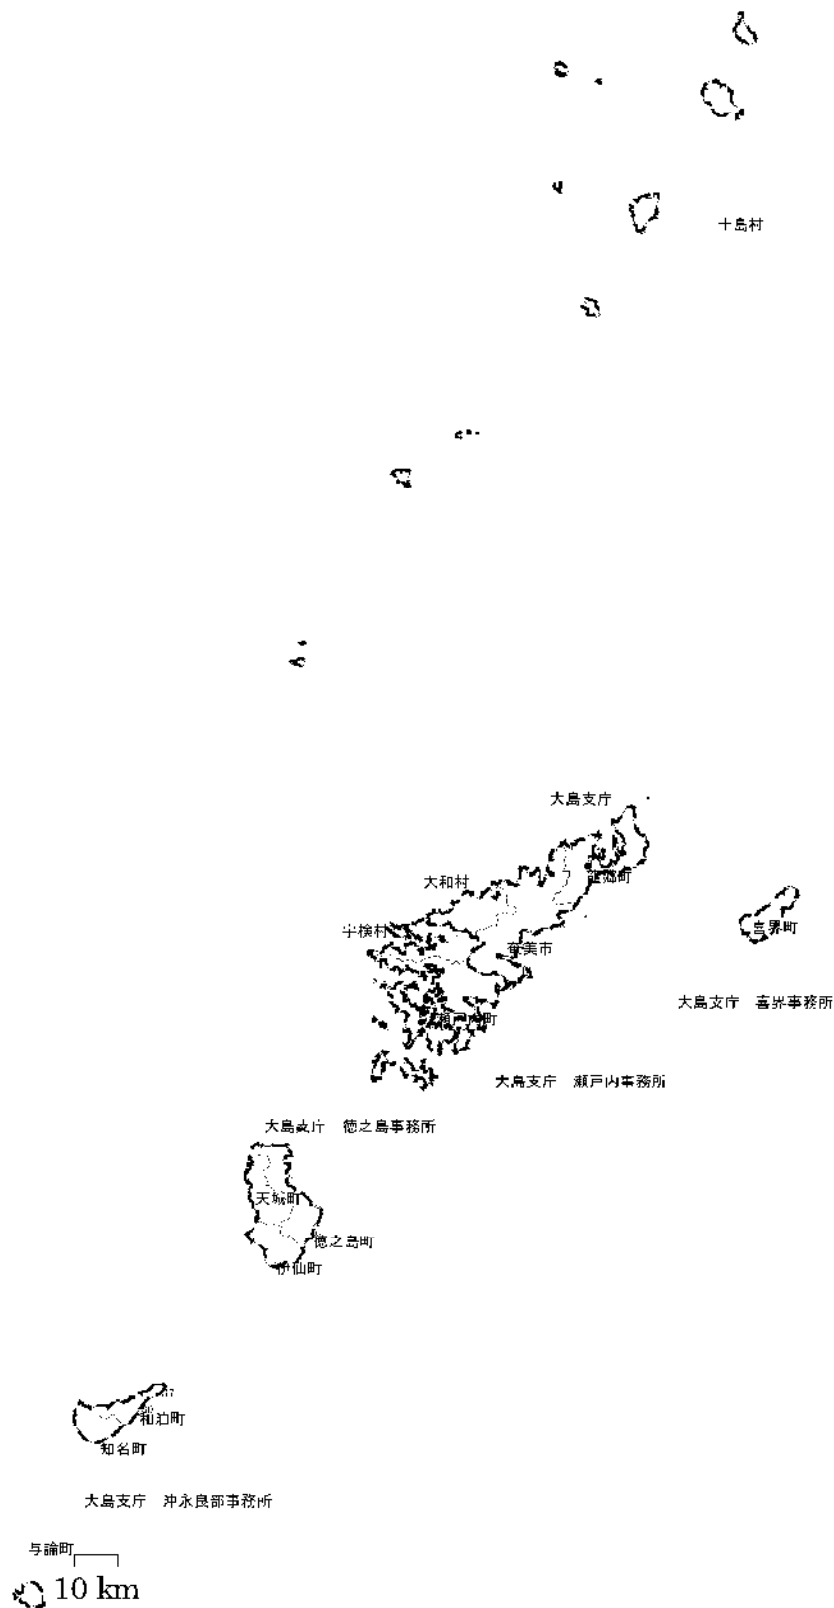 十島村
大島支庁
龍郷町
大和村
喜界町
宇検村
奄美市
大島支庁　喜界事務所
瀬戸内町
大島支庁　瀬戸内事務所
大島支庁　徳之島事務所
天城町
徳之島町
伊仙町
和泊町
知名町
大島支庁　沖永良部事務所
与論町
10 km